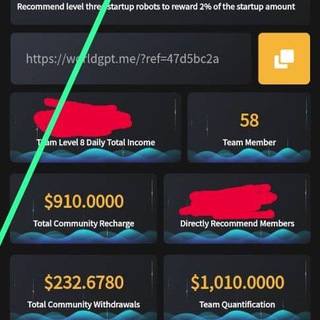 Recommend level three startup robots to reward 2% of the startup amount
https://worldgpt.me/?ref=47d5bc2a
58
Team Level 8 Daily Total Income
Team Member
$910.0000
Total Community Recharge
Directly Recommend Members
$232.6780
$1,010.0000
Total Community Withdrawals
Team Quantification